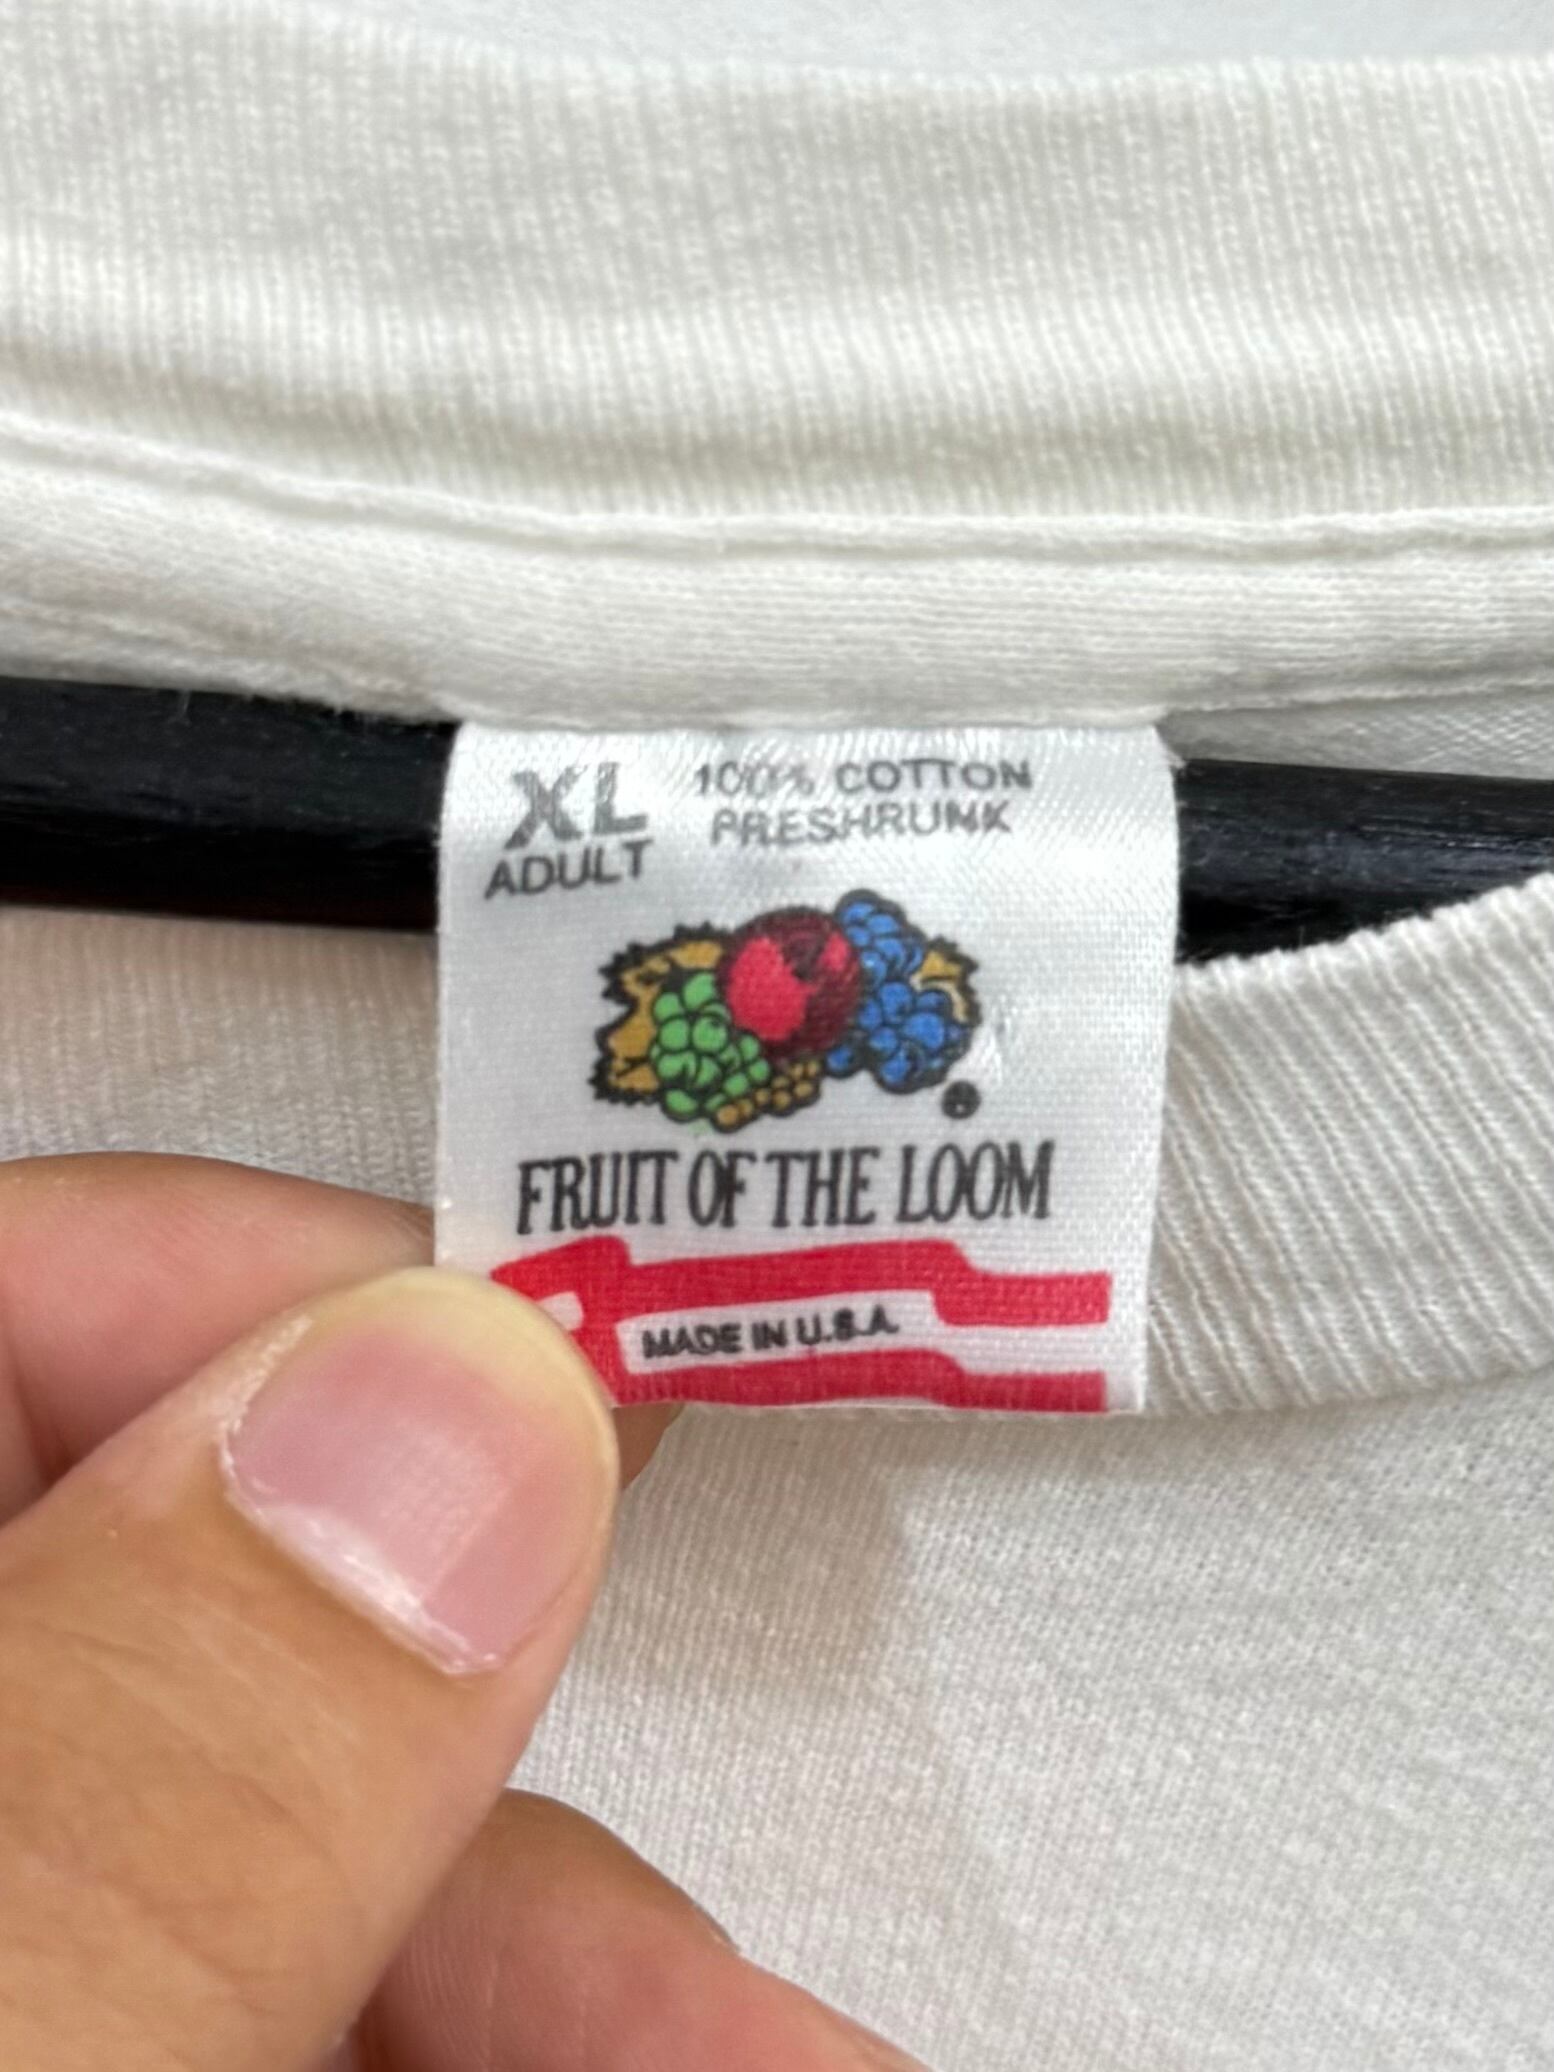 XL
ADULT
100% COTTON
PRESHRUNK
FRUIT OF THE LOOM
MADE IN U.S.A.